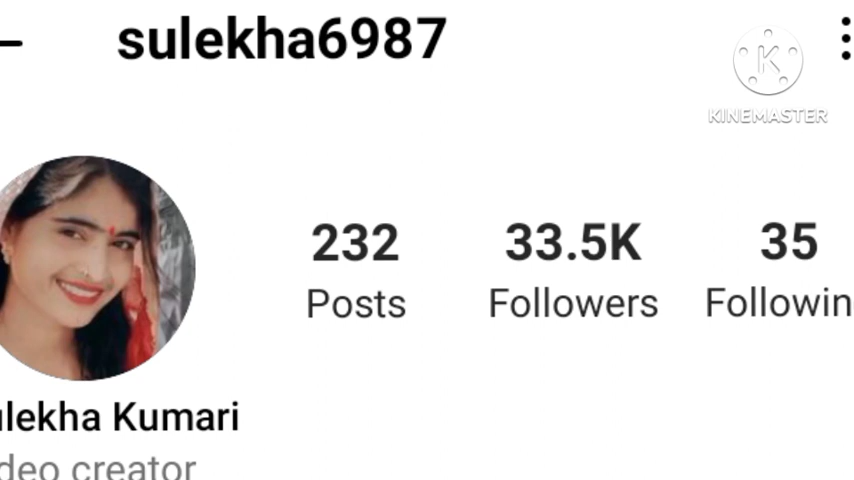 sulekha6987
KINEMASTER
232 33.5K 35
Posts Followers Followin
ulekha Kumari
deo creator